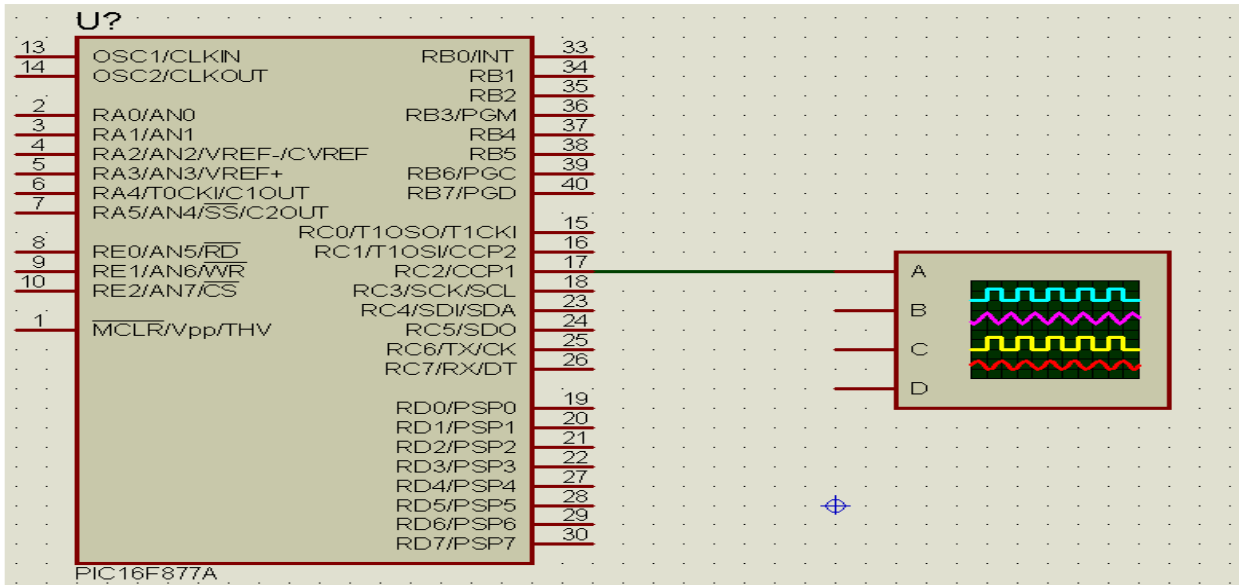 U?
13 OSC1/CLKIN RB0/INT 33
14 OSC2/CLKOUT RB1 34
RB2 35
2 RA0/AN0 RB3/PGM 36
3 RA1/AN1 RB4 37
4 RA2/AN2/VREF-/CVREF RB5 38
5 RA3/AN3/VREF+ RB6/PGC 39
6 RA4/T0CKI/C1OUT RB7/PGD 40
7 RA5/AN4/SS/C2OUT
RC0/T1OSO/T1CKI 15
8 RE0/AN5/RD RC1/T1OSI/CCP2 16
9 RE1/AN6/WR RC2/CCP1 17 A
10 RE2/AN7/CS RC3/SCK/SCL 18
RC4/SDI/SDA 23 B
1 MCLR/Vpp/THV RC5/SDO 24
RC6/TX/CK 25 C
RC7/RX/DT 26
D
RD0/PSP0 19
RD1/PSP1 20
RD2/PSP2 21
RD3/PSP3 22
RD4/PSP4 27
RD5/PSP5 28
RD6/PSP6 29
RD7/PSP7 30
PIC16F877A